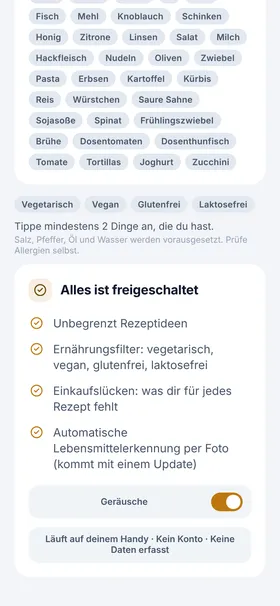 Fisch Mehl Knoblauch Schinken
Honig Zitrone Linsen Salat Milch
Hackfleisch Nudeln Oliven Zwiebel
Pasta Erbsen Kartoffel Kürbis
Reis Würstchen Saure Sahne
Sojasoße Spinat Frühlingszwiebel
Brühe Dosentomaten Dosenthunfisch
Tomate Tortillas Joghurt Zucchini
Vegetarisch Vegan Glutenfrei Laktosefrei
Tippe mindestens 2 Dinge an, die du hast.
Salz, Pfeffer, Öl und Wasser werden vorausgesetzt. Prüfe
Allergien selbst.
Alles ist freigeschaltet
Unbegrenzt Rezeptideen
Ernährungsfilter: vegetarisch,
vegan, glutenfrei, laktosefrei
Einkaufslücken: was dir für jedes
Rezept fehlt
Automatische
Lebensmittelerkennung per Foto
(kommt mit einem Update)
Geräusche
Läuft auf deinem Handy · Kein Konto · Keine
Daten erfasst